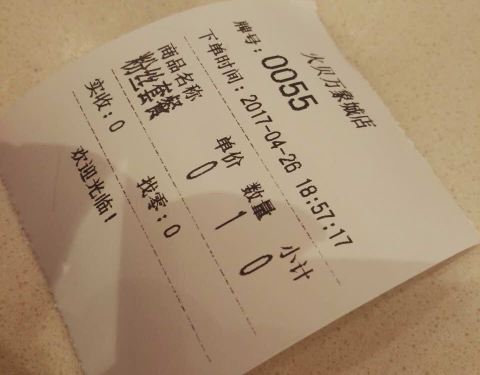 火贝万象城店
牌号：0055
下单时间：2017-04-26 18:57:17
商品名称 单价 数量 小计
粉丝套餐 0 1 0
实收：0 找零：0
欢迎光临！